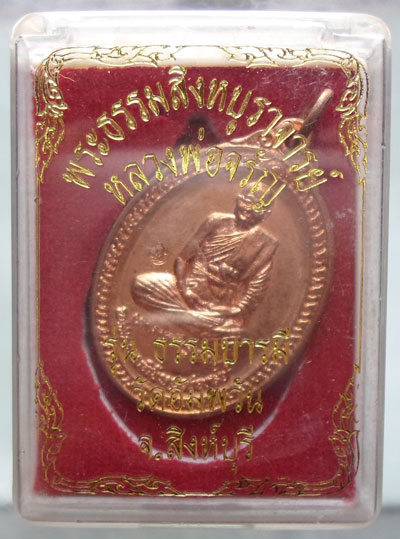 พระธรรมสิงหบุราจารย์
หลวงพ่อจรัญ
รุ่น ธรรมบารมี
วัดอัมพวัน
จ.สิงห์บุรี